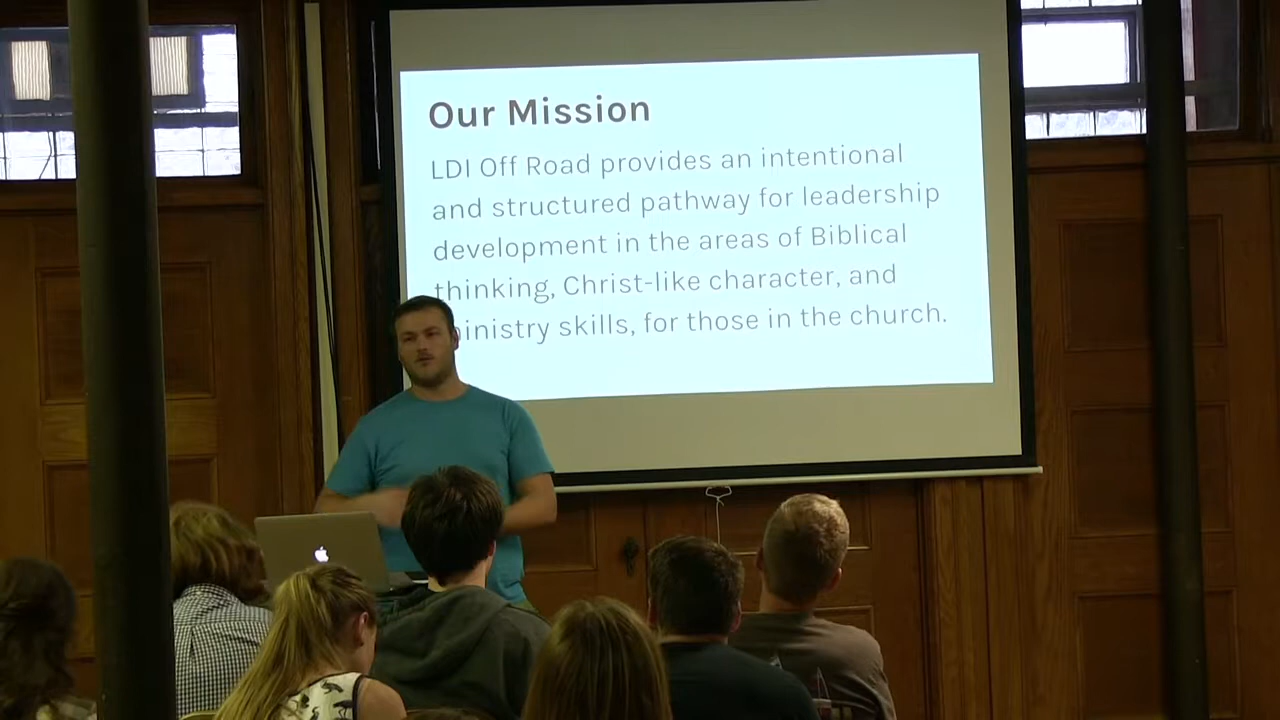 Our Mission
LDI Off Road provides an intentional
and structured pathway for leadership
development in the areas of Biblical
thinking, Christ-like character, and
ministry skills, for those in the church.